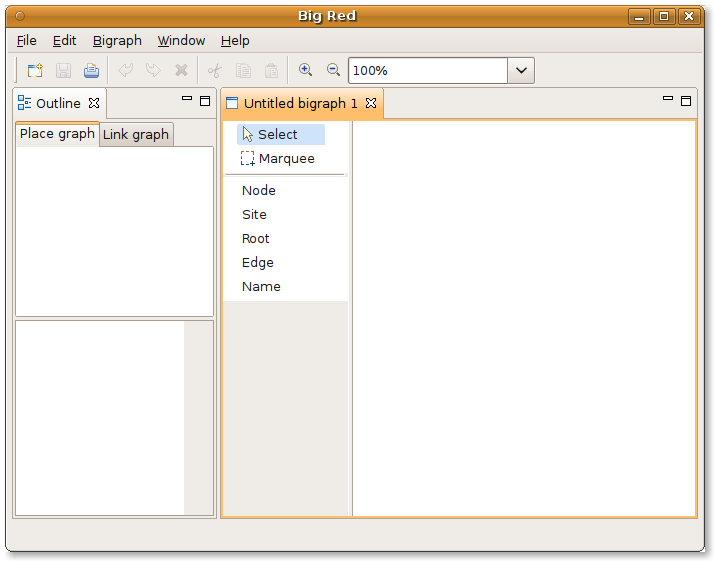 Big Red
File Edit Bigraph Window Help
100%
Outline
Untitled bigraph 1
Place graph Link graph
Select
Marquee
Node
Site
Root
Edge
Name